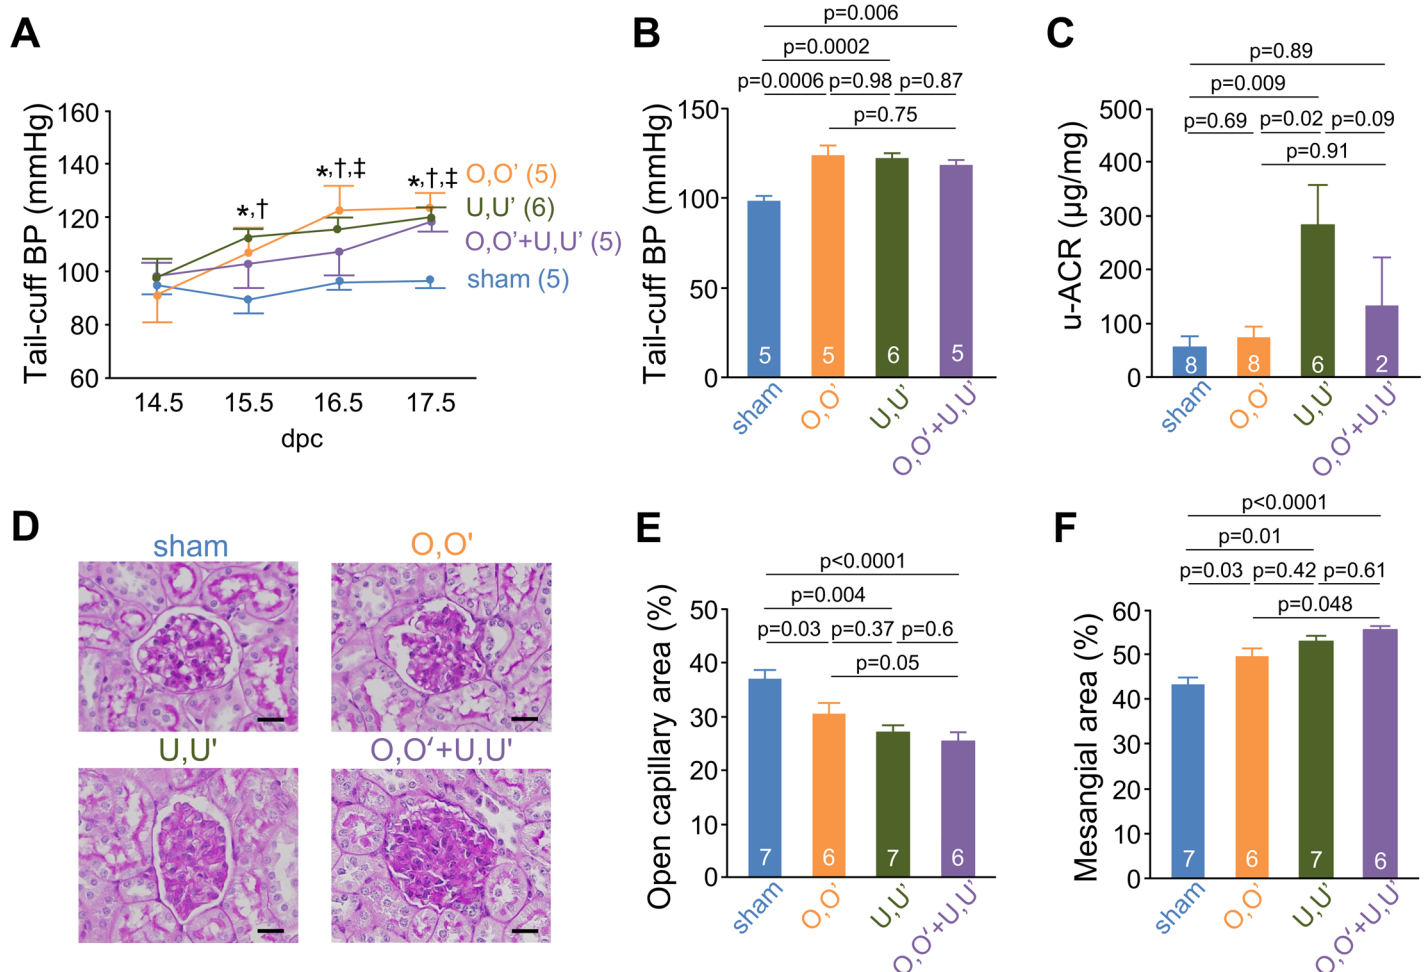 A
Tail-cuff BP (mmHg)
160
140
120
100
80
60
14.5 15.5 16.5 17.5
dpc
*,†
*,†,‡
*,†,‡
O,O’ (5)
U,U’ (6)
O,O’+U,U’ (5)
sham (5)
B
p=0.006
p=0.0002
p=0.0006 p=0.98 p=0.87
p=0.75
Tail-cuff BP (mmHg)
150
100
50
0
5 5 6 5
sham O,O’ U,U’ O,O‘+U,U’
C
p=0.89
p=0.009
p=0.69 p=0.02 p=0.09
p=0.91
u-ACR (µg/mg)
500
400
300
200
100
0
8 8 6 2
sham O,O’ U,U’ O,O‘+U,U’
D
sham O,O'
U,U' O,O‘+U,U'
E
p<0.0001
p=0.004
p=0.03 p=0.37 p=0.6
p=0.05
Open capillary area (%)
50
40
30
20
10
0
7 6 7 6
sham O,O’ U,U’ O,O‘+U,U’
F
p<0.0001
p=0.01
p=0.03 p=0.42 p=0.61
p=0.048
Mesangial area (%)
60
50
40
30
20
10
0
7 6 7 6
sham O,O’ U,U’ O,O‘+U,U’